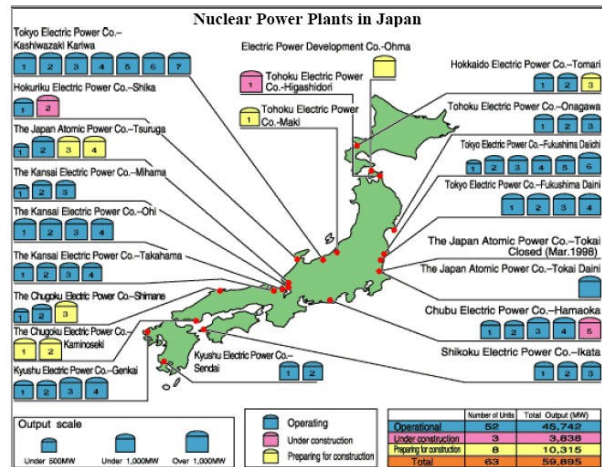 Nuclear Power Plants in Japan
Tokyo Electric Power Co.–
Kashiwazaki Kariwa
1 2 3 4 5 6 7
Hokuriku Electric Power Co.–Shika
1 2
The Japan Atomic Power Co.–Tsuruga
1 2 3 4
The Kansai Electric Power Co.–Mihama
1 2 3
The Kansai Electric Power Co.–Ohi
1 2 3 4
The Kansai Electric Power Co.–Takahama
1 2 3 4
The Chugoku Electric Power Co.–Shimane
1 2 3
The Chugoku Electric Power Co.–
Kaminoseki
1 2
Kyushu Electric Power Co.–Genkai
1 2 3 4
Electric Power Development Co.-Ohma
Tohoku Electric Power
Co.–Higashidori
1
Tohoku Electric Power
Co.–Maki
1
Hokkaido Electric Power Co.–Tomari
1 2 3
Tohoku Electric Power Co.–Onagawa
1 2 3
Tokyo Electric Power Co.–Fukushima Daiichi
1 2 3 4 5 6
Tokyo Electric Power Co.–Fukushima Daini
1 2 3 4
The Japan Atomic Power Co.–Tokai
Closed (Mar.1998)
The Japan Atomic Power Co.–Tokai Daini
Chubu Electric Power Co.–Hamaoka
1 2 3 4 5
Shikoku Electric Power Co.–Ikata
1 2 3
Kyushu Electric Power Co.–
Sendai
1 2
Output scale
Under 500MW
Under 1,000MW
Over 1,000MW
Operating
Under construction
Preparing for construction
Number of Units Total Output (MW)
Operational 52 45,742
Under construction 3 3,838
Preparing for construction 8 10,315
Total 63 59,895